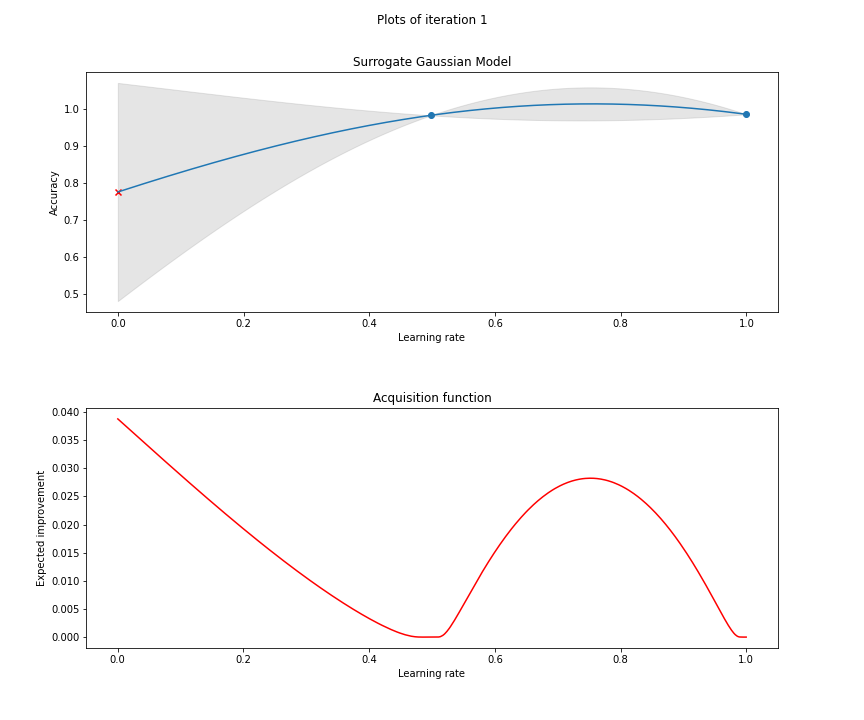 Plots of iteration 1
Surrogate Gaussian Model
1.0
0.9
0.8
0.7
0.6
0.5
Accuracy
0.0 0.2 0.4 0.6 0.8 1.0
Learning rate
Acquisition function
0.040
0.035
0.030
0.025
0.020
0.015
0.010
0.005
0.000
Expected improvement
0.0 0.2 0.4 0.6 0.8 1.0
Learning rate